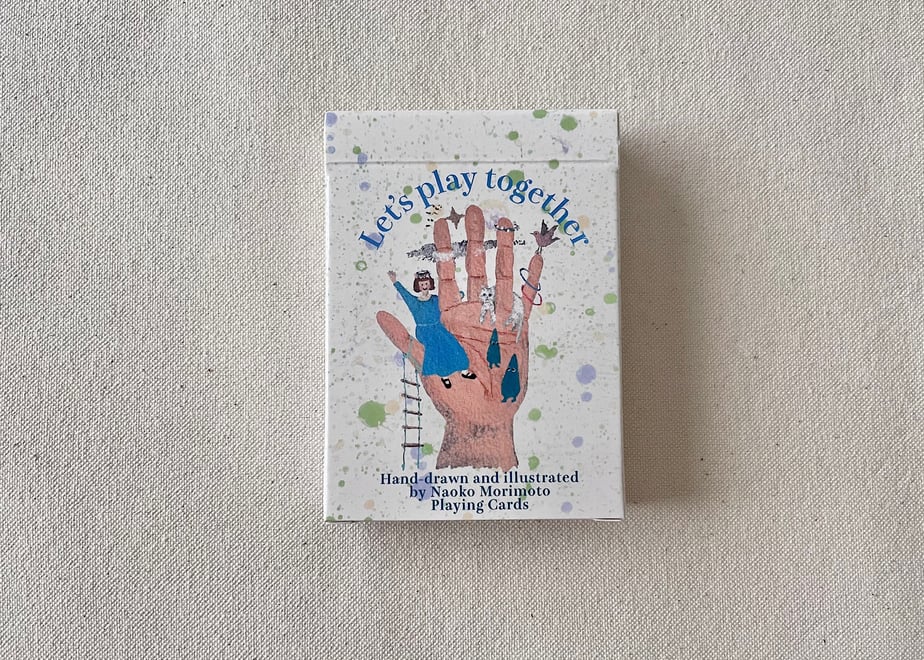 Let's play together
Hand-drawn and illustrated
by Naoko Morimoto
Playing Cards